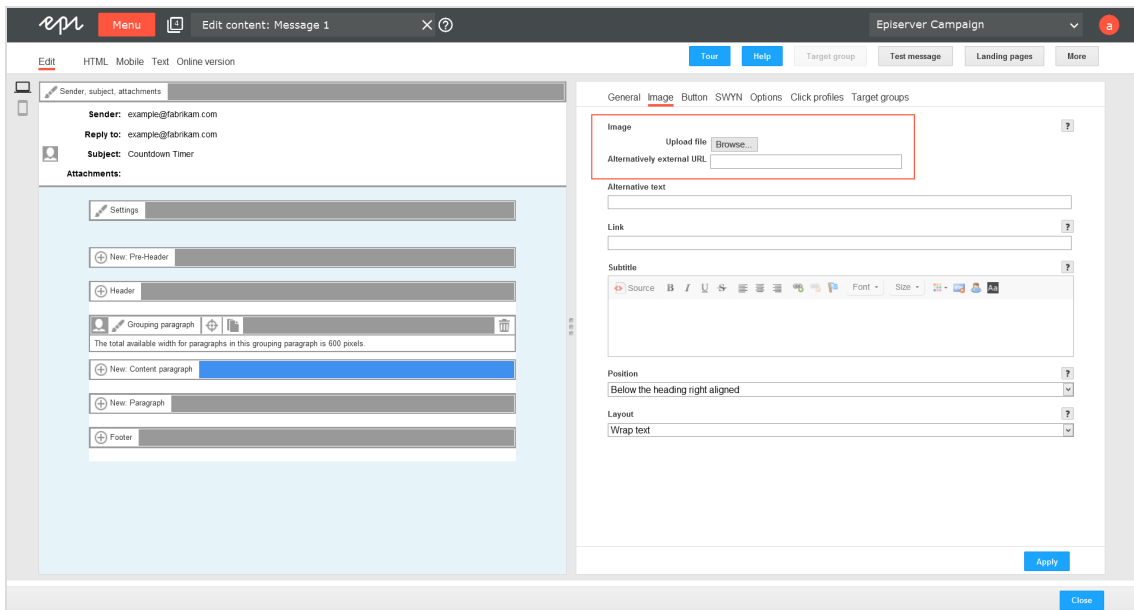 epi Menu 4 Edit content: Message 1 Episerver Campaign a
Edit HTML Mobile Text Online version Tour Help Target group Test message Landing pages More
Sender, subject, attachments
Sender: example@fabrikam.com
Reply to: example@fabrikam.com
Subject: Countdown Timer
Attachments:
Settings
New: Pre-Header
Header
Grouping paragraph
The total available width for paragraphs in this grouping paragraph is 600 pixels.
New: Content paragraph
New: Paragraph
Footer
General Image Button SWYN Options Click profiles Target groups
Image ?
Upload file Browse...
Alternatively external URL
Alternative text
Link ?
Subtitle ?
Source B I U S Font Size Aa
Position ?
Below the heading right aligned
Layout ?
Wrap text
Apply
Close